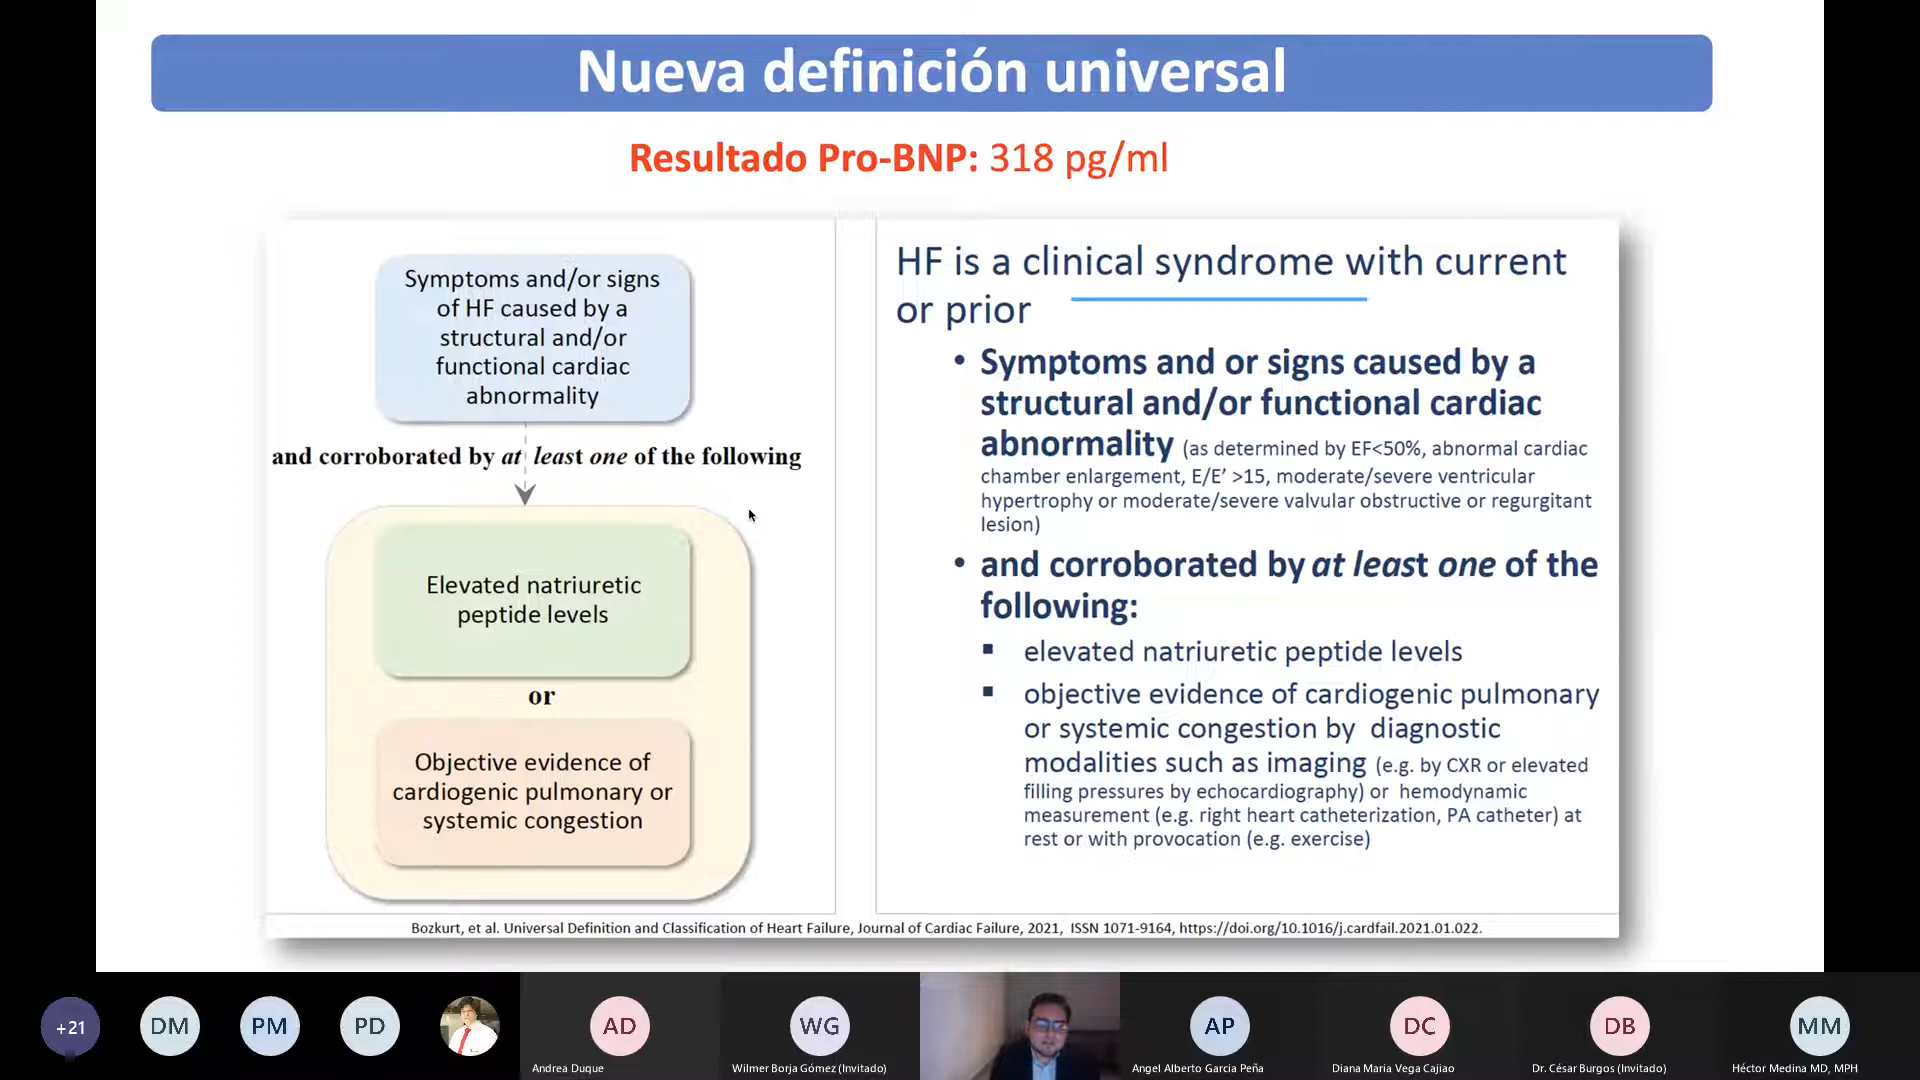 Nueva definición universal
Resultado Pro-BNP: 318 pg/ml
Symptoms and/or signs
of HF caused by a
structural and/or
functional cardiac
abnormality
and corroborated by at least one of the following
Elevated natriuretic
peptide levels
or
Objective evidence of
cardiogenic pulmonary or
systemic congestion
HF is a clinical syndrome with current
or prior
• Symptoms and or signs caused by a
structural and/or functional cardiac
abnormality (as determined by EF<50%, abnormal cardiac
chamber enlargement, E/E’ >15, moderate/severe ventricular
hypertrophy or moderate/severe valvular obstructive or regurgitant
lesion)
• and corroborated by at least one of the
following:
▪ elevated natriuretic peptide levels
▪ objective evidence of cardiogenic pulmonary
or systemic congestion by diagnostic
modalities such as imaging (e.g. by CXR or elevated
filling pressures by echocardiography) or hemodynamic
measurement (e.g. right heart catheterization, PA catheter) at
rest or with provocation (e.g. exercise)
Bozkurt, et al. Universal Definition and Classification of Heart Failure, Journal of Cardiac Failure, 2021, ISSN 1071-9164, https://doi.org/10.1016/j.cardfail.2021.01.022.
+21
DM
PM
PD
AD
WG
AP
DC
DB
MM
Andrea Duque
Wilmer Borja Gómez (Invitado)
Angel Alberto Garcia Peña
Diana Maria Vega Cajiao
Dr. César Burgos (Invitado)
Héctor Medina MD, MPH